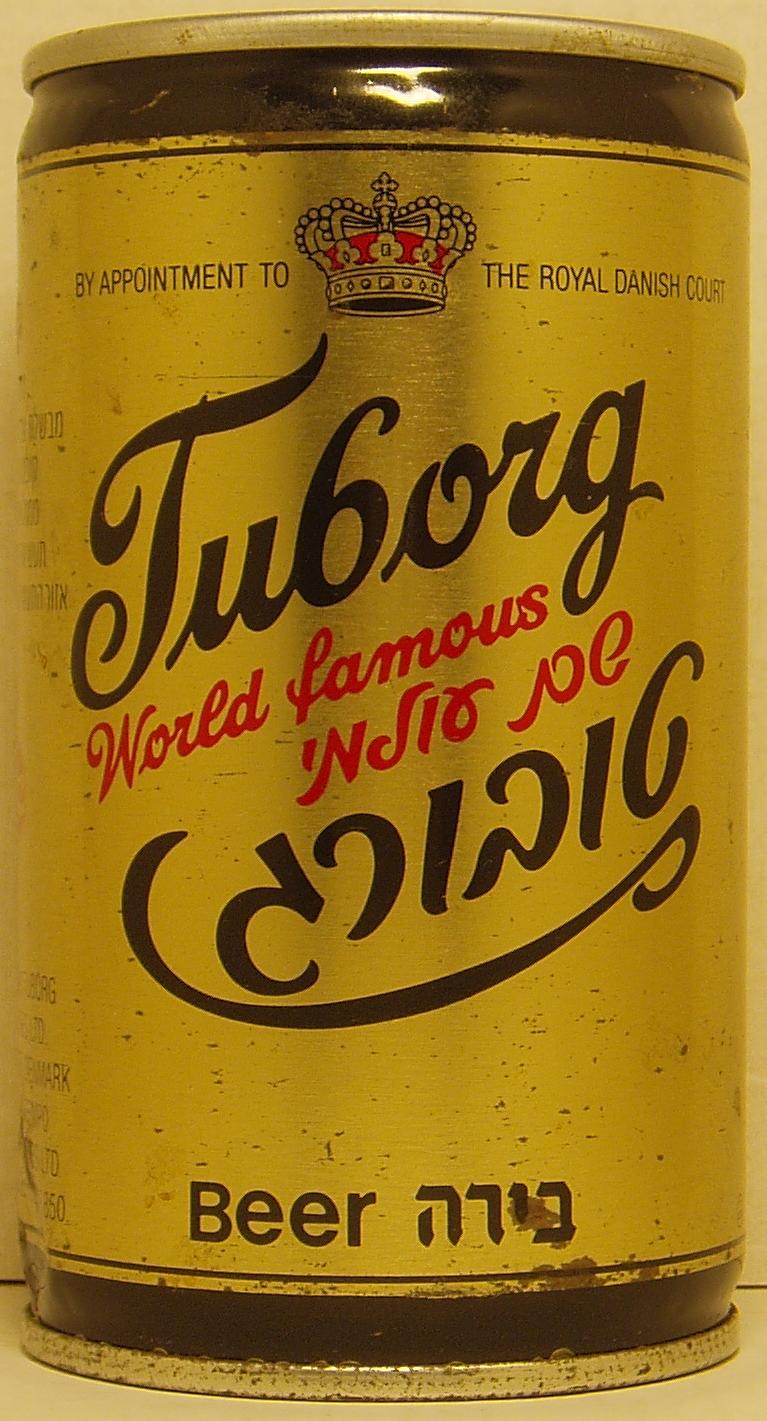 BY APPOINTMENT TO THE ROYAL DANISH COURT
Tuborg
World famous
שם עולמי
טובורג
Beer בירה